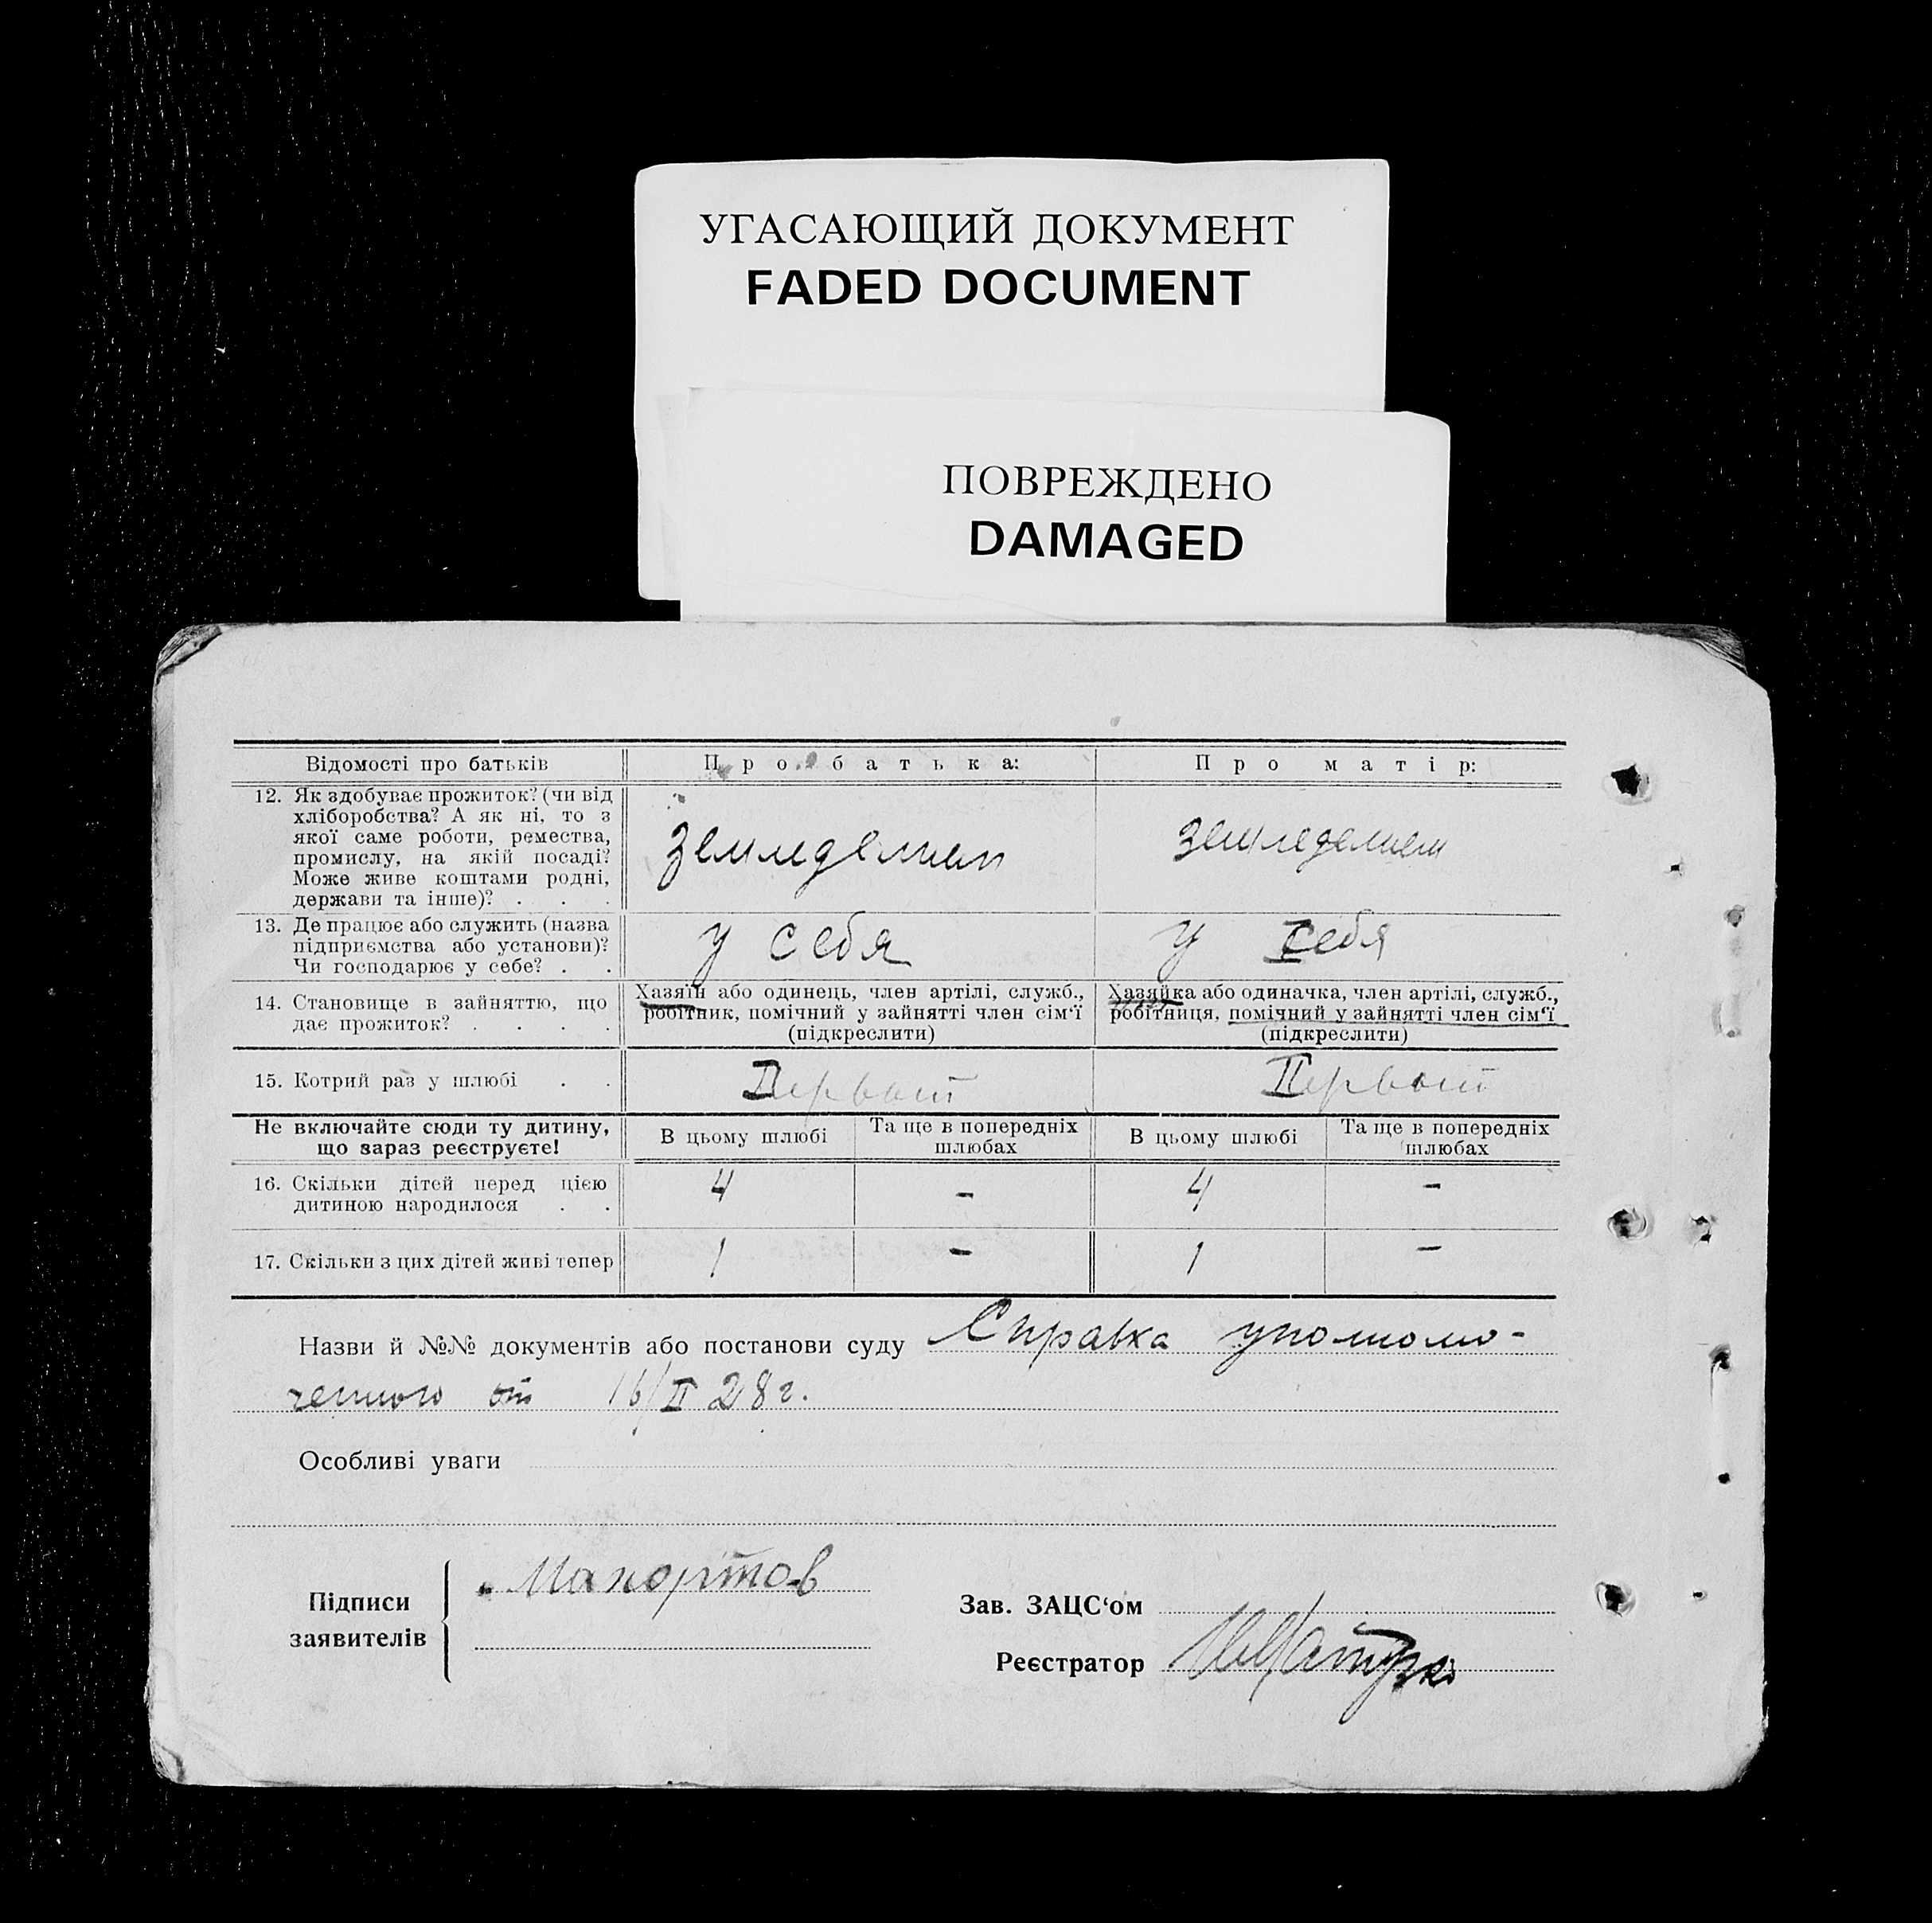 УГАСАЮЩИЙ ДОКУМЕНТ
FADED DOCUMENT
ПОВРЕЖДЕНО
DAMAGED
Відомості про батьків
Про батька:
Про матір:
12. Як здобуває прожиток? (чи від
хліборобства? А як ні, то з
якої саме роботи, ремества,
промислу, на якій посаді?
Може живе коштами родні,
держави та інше)? . . .
земледелием
земледелием
13. Де працює або служить (назва
підприємства або установи)?
Чи господарює у себе? . .
у себя
у себя
14. Становище в зайняттю, що
дає прожиток? . . . .
Хазяїн або одинець, член артілі, служб.,
робітник, помічний у зайнятті член сім'ї
(підкреслити)
Хазяйка або одиначка, член артілі, служб.,
робітниця, помічний у зайнятті член сім'ї
(підкреслити)
15. Котрий раз у шлюбі . .
Первый
Первый
Не включайте сюди ту дитину,
що зараз реєструєте!
В цьому шлюбі
Та ще в попередніх
шлюбах
В цьому шлюбі
Та ще в попередніх
шлюбах
16. Скільки дітей перед цією
дитиною народилося . .
4
-
4
-
17. Скільки з цих дітей живі тепер
1
-
1
-
Назви й №№ документів або постанови суду Справка уполномо-
ченного от 16/II 28 г.
Особливі уваги
Підписи
заявителів
Махортов
Зав. ЗАЦС'ом
Реєстратор